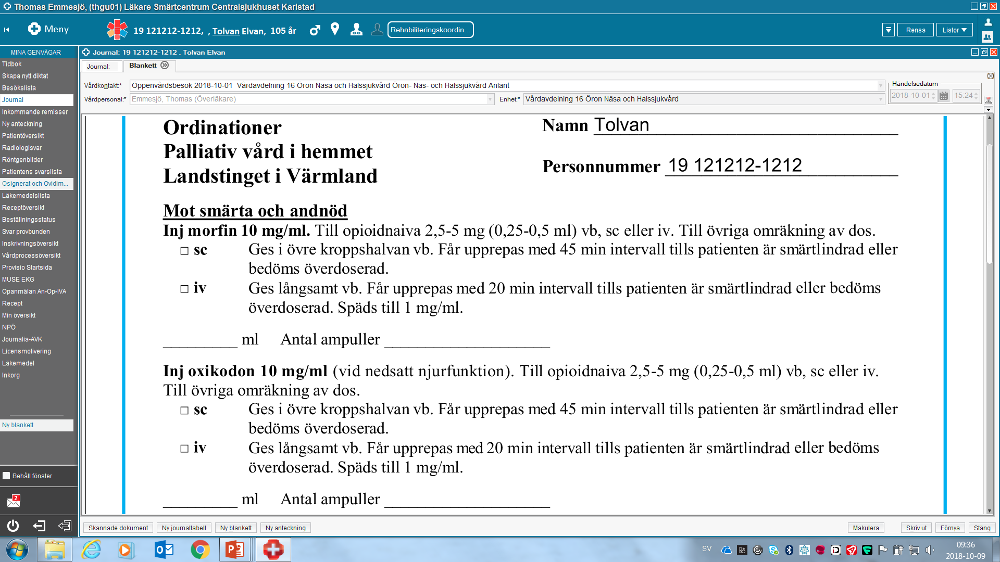 Thomas Emmesjö, (thgu01) Läkare Smärtcentrum Centralsjukhuset Karlstad
Meny
19 121212-1212, , Tolvan Elvan, 105 år
Rehabiliteringskoordin...
Rensa
Listor
MINA GENVÄGAR
Tidbok
Skapa nytt diktat
Besökslista
Journal
Inkommande remisser
Ny anteckning
Patientöversikt
Radiologisvar
Röntgenbilder
Patientens svarslista
Osignerat och Ovidim...
Läkemedelslista
Receptöversikt
Beställningsstatus
Svar provbunden
Inskrivningsöversikt
Vårdprocessöversikt
Provisio Startsida
MUSE EKG
Opanmälan An-Op-IVA
Recept
Min översikt
NPÖ
Journalia-AVK
Licensmotivering
Läkemedel
Inkorg
Ny blankett
Behåll fönster
2
Journal: 19 121212-1212 , Tolvan Elvan
Journal:
Blankett
Vårdkontakt:* Öppenvårdsbesök 2018-10-01 Vårdavdelning 16 Öron Näsa och Halssjukvård Öron- Näs- och Halssjukvård Anlänt
Vårdpersonal:* Emmesjö, Thomas (Överläkare) Enhet:* Vårdavdelning 16 Öron Näsa och Halssjukvård
Händelsedatum
2018-10-01 15:24
Ordinationer
Palliativ vård i hemmet
Landstinget i Värmland
Namn Tolvan
Personnummer 19 121212-1212
Mot smärta och andnöd
Inj morfin 10 mg/ml. Till opioidnaiva 2,5-5 mg (0,25-0,5 ml) vb, sc eller iv. Till övriga omräkning av dos.
□ sc Ges i övre kroppshalvan vb. Får upprepas med 45 min intervall tills patienten är smärtlindrad eller
bedöms överdoserad.
□ iv Ges långsamt vb. Får upprepas med 20 min intervall tills patienten är smärtlindrad eller bedöms
överdoserad. Späds till 1 mg/ml.
_________ ml Antal ampuller ____________________
Inj oxikodon 10 mg/ml (vid nedsatt njurfunktion). Till opioidnaiva 2,5-5 mg (0,25-0,5 ml) vb, sc eller iv.
Till övriga omräkning av dos.
□ sc Ges i övre kroppshalvan vb. Får upprepas med 45 min intervall tills patienten är smärtlindrad eller
bedöms överdoserad.
□ iv Ges långsamt vb. Får upprepas med 20 min intervall tills patienten är smärtlindrad eller bedöms
överdoserad. Späds till 1 mg/ml.
_________ ml Antal ampuller ____________________
Skannade dokument
Ny journaltabell
Ny blankett
Ny anteckning
Makulera
Skriv ut
Förnya
Stäng
SV
09:36
2018-10-09